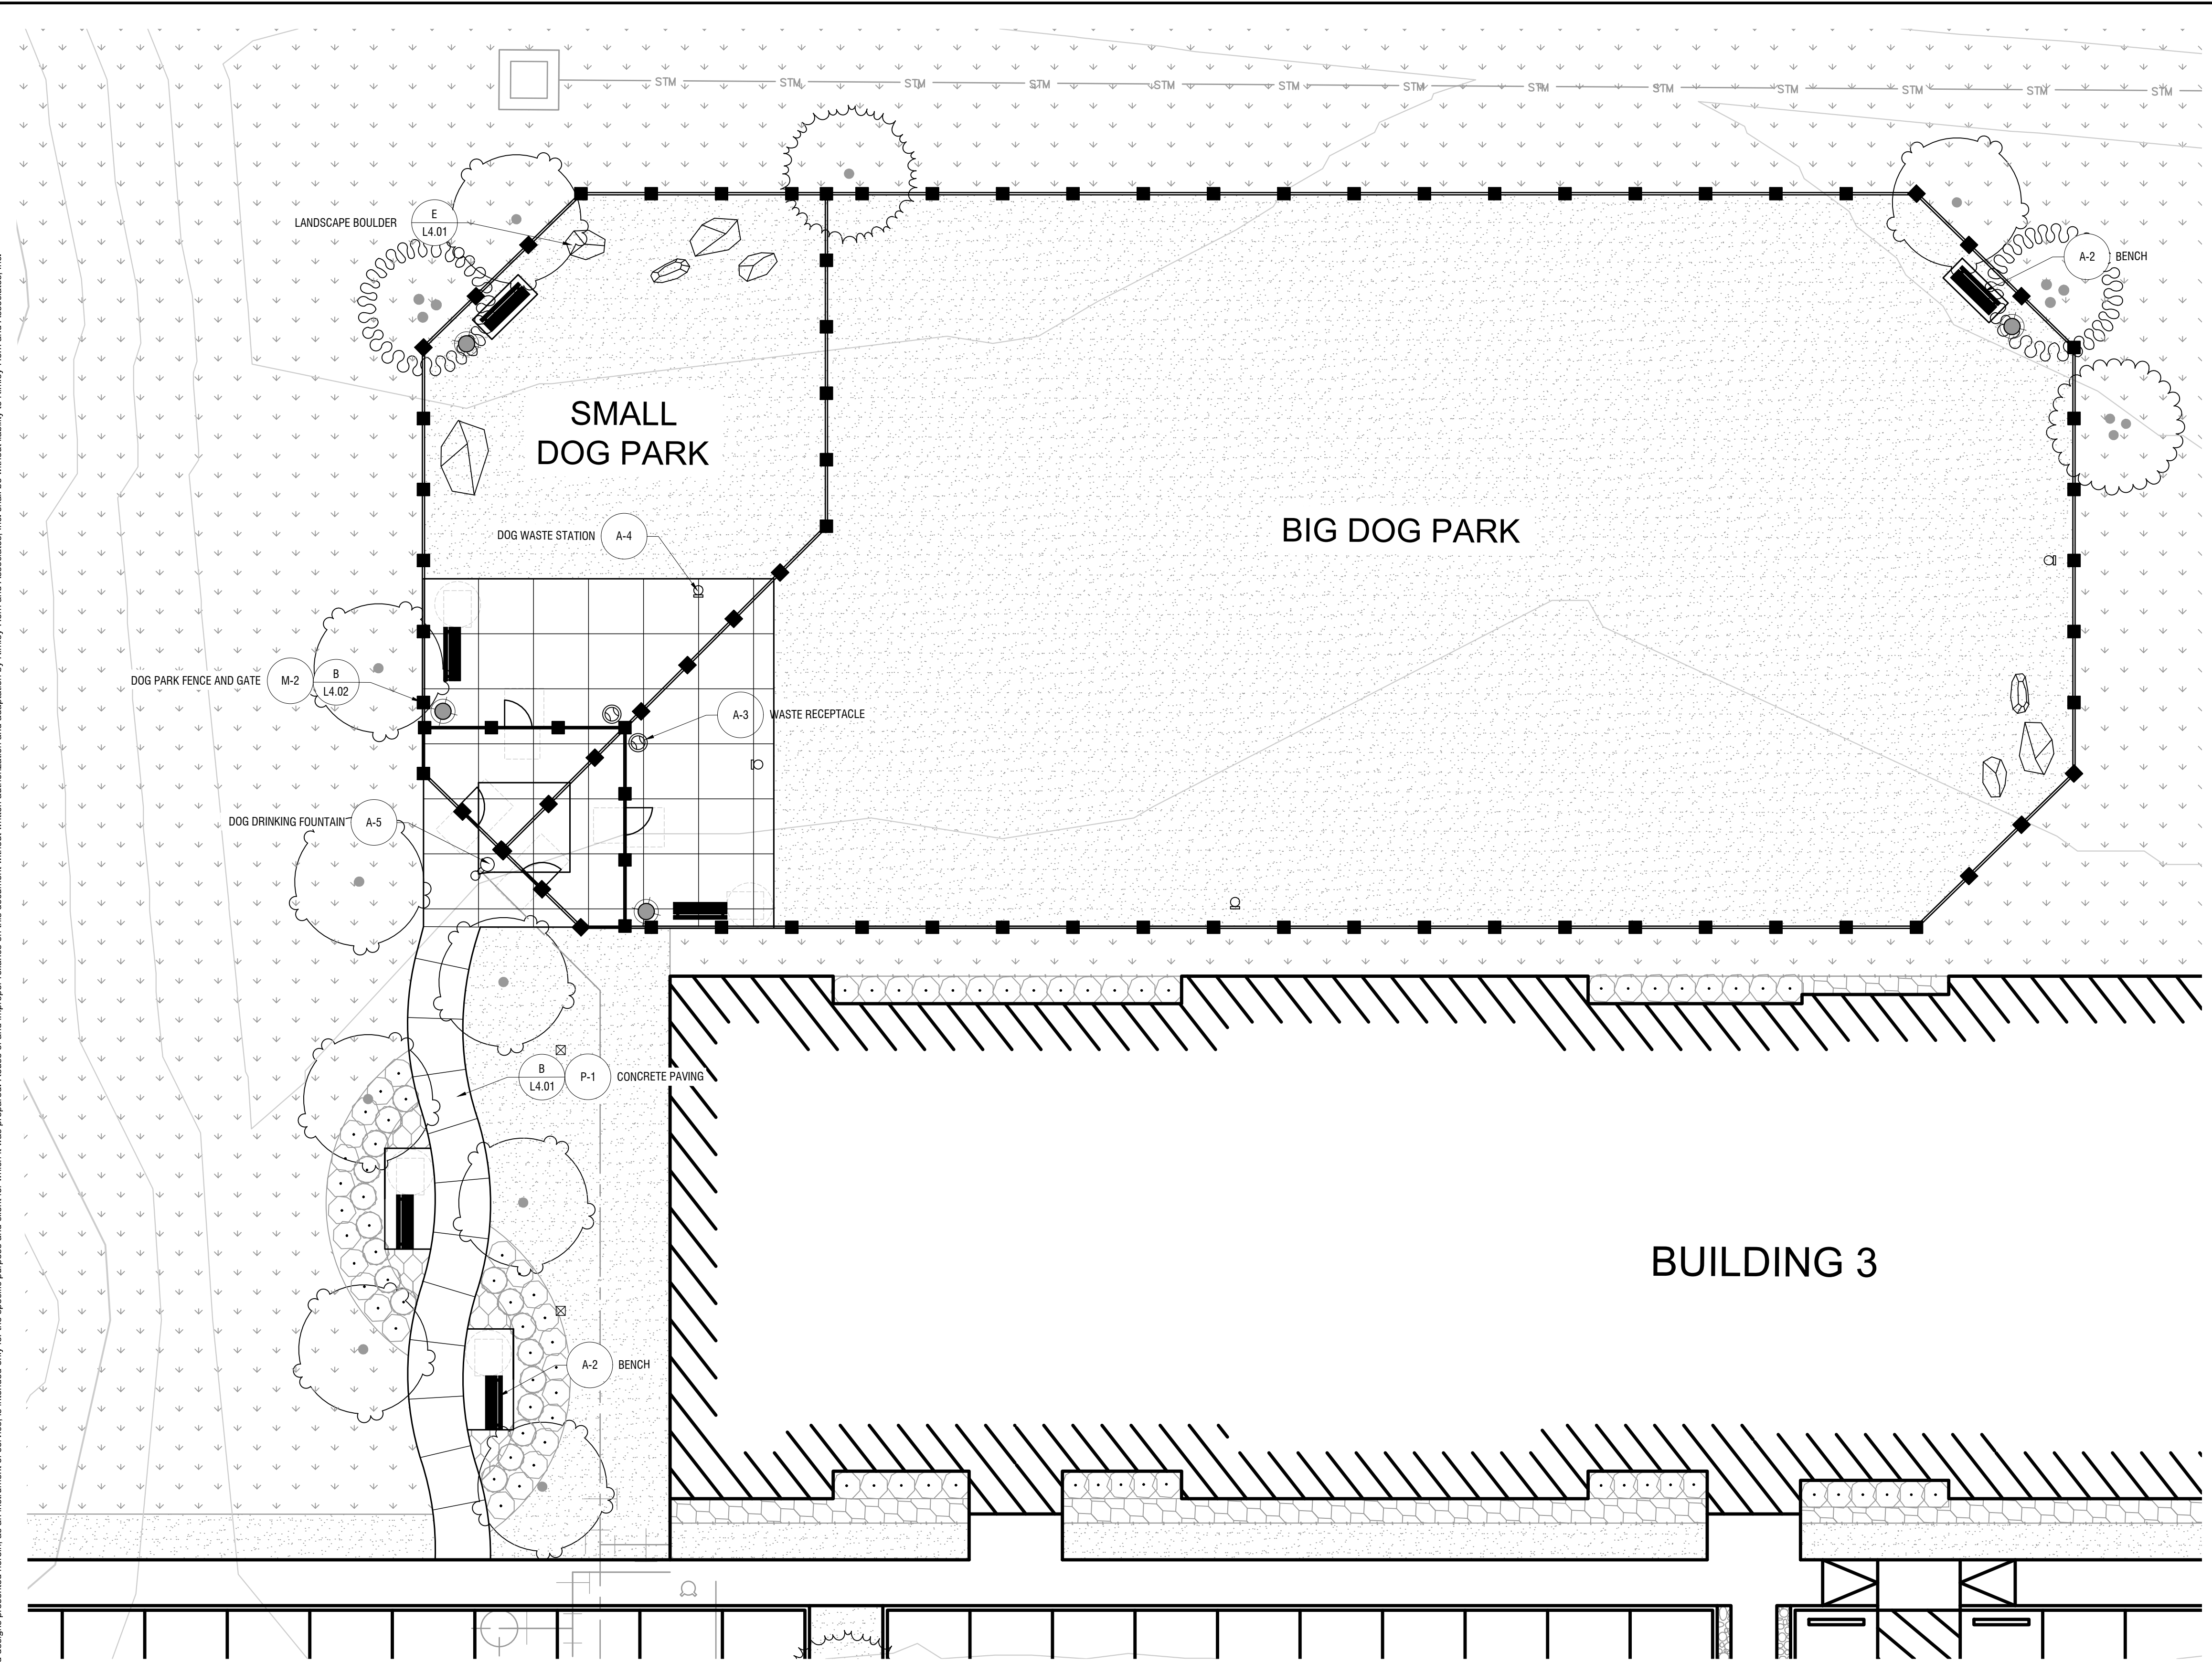 STM STM STM STM STM STM STM STM STM STM STM STM STM
LANDSCAPE BOULDER
E
L4.01
A-2
BENCH
SMALL
DOG PARK
BIG DOG PARK
DOG WASTE STATION
A-4
DOG PARK FENCE AND GATE
M-2
B
L4.02
A-3
WASTE RECEPTACLE
DOG DRINKING FOUNTAIN
A-5
B
L4.01
P-1
CONCRETE PAVING
BUILDING 3
A-2
BENCH